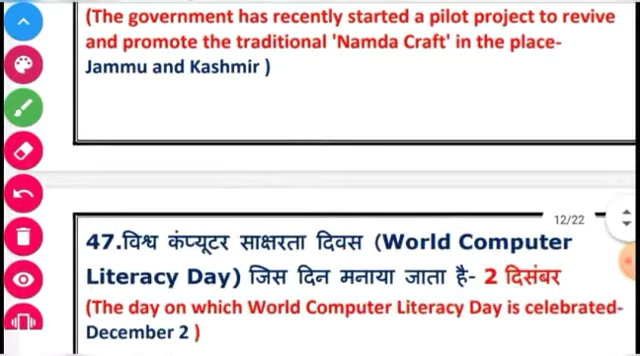 (The government has recently started a pilot project to revive
and promote the traditional 'Namda Craft' in the place-
Jammu and Kashmir )
12/22
47.विश्व कंप्यूटर साक्षरता दिवस (World Computer
Literacy Day) जिस दिन मनाया जाता है- 2 दिसंबर
(The day on which World Computer Literacy Day is celebrated-
December 2 )